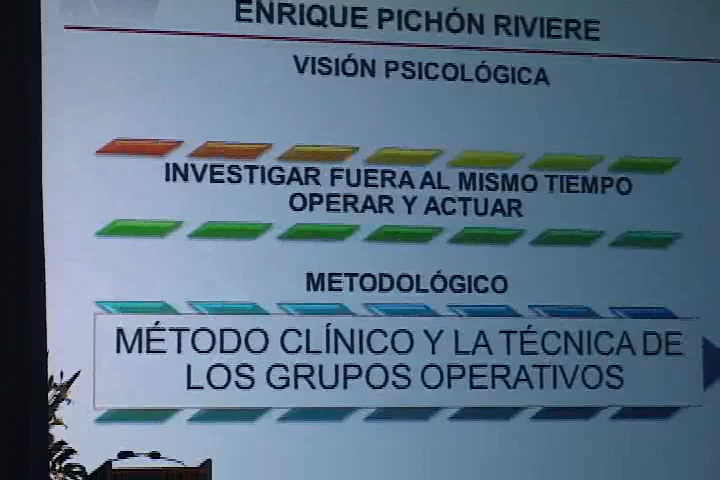 ENRIQUE PICHÓN RIVIERE
VISIÓN PSICOLÓGICA
INVESTIGAR FUERA AL MISMO TIEMPO
OPERAR Y ACTUAR
METODOLÓGICO
MÉTODO CLÍNICO Y LA TÉCNICA DE
LOS GRUPOS OPERATIVOS